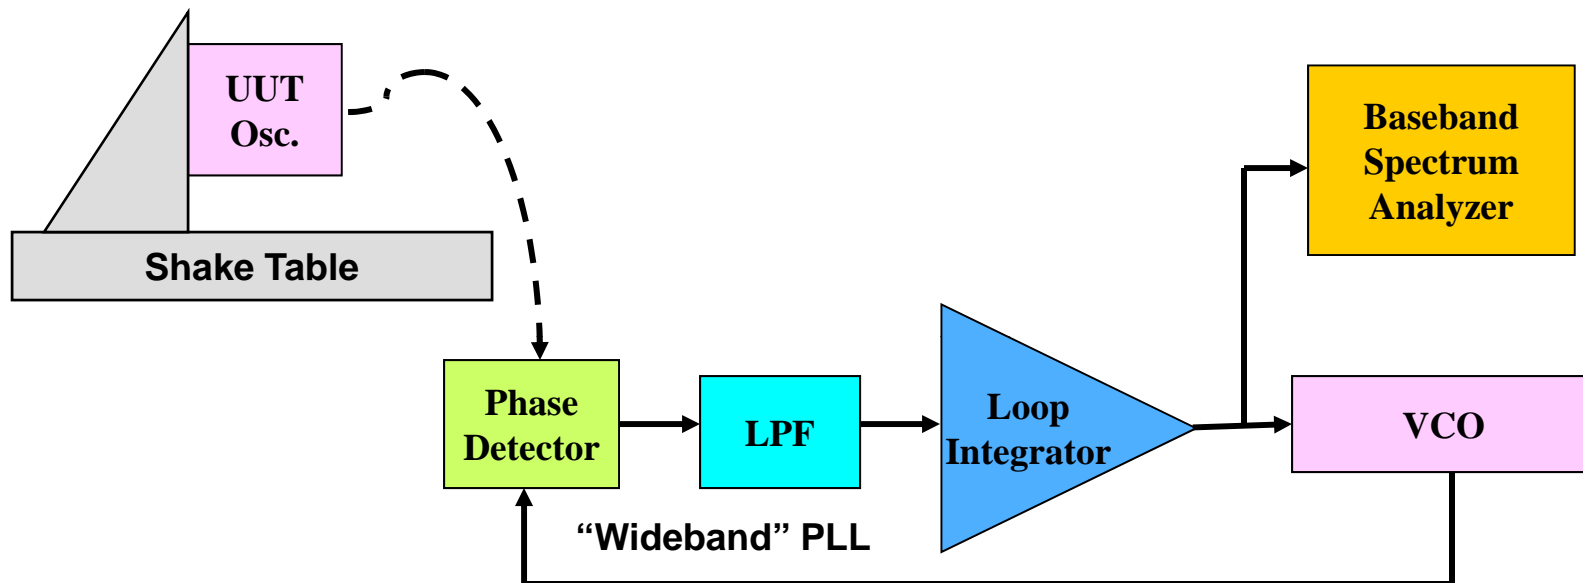 UUT
Osc.
Shake Table
Baseband
Spectrum
Analyzer
Phase
Detector
LPF
Loop
Integrator
VCO
“Wideband” PLL